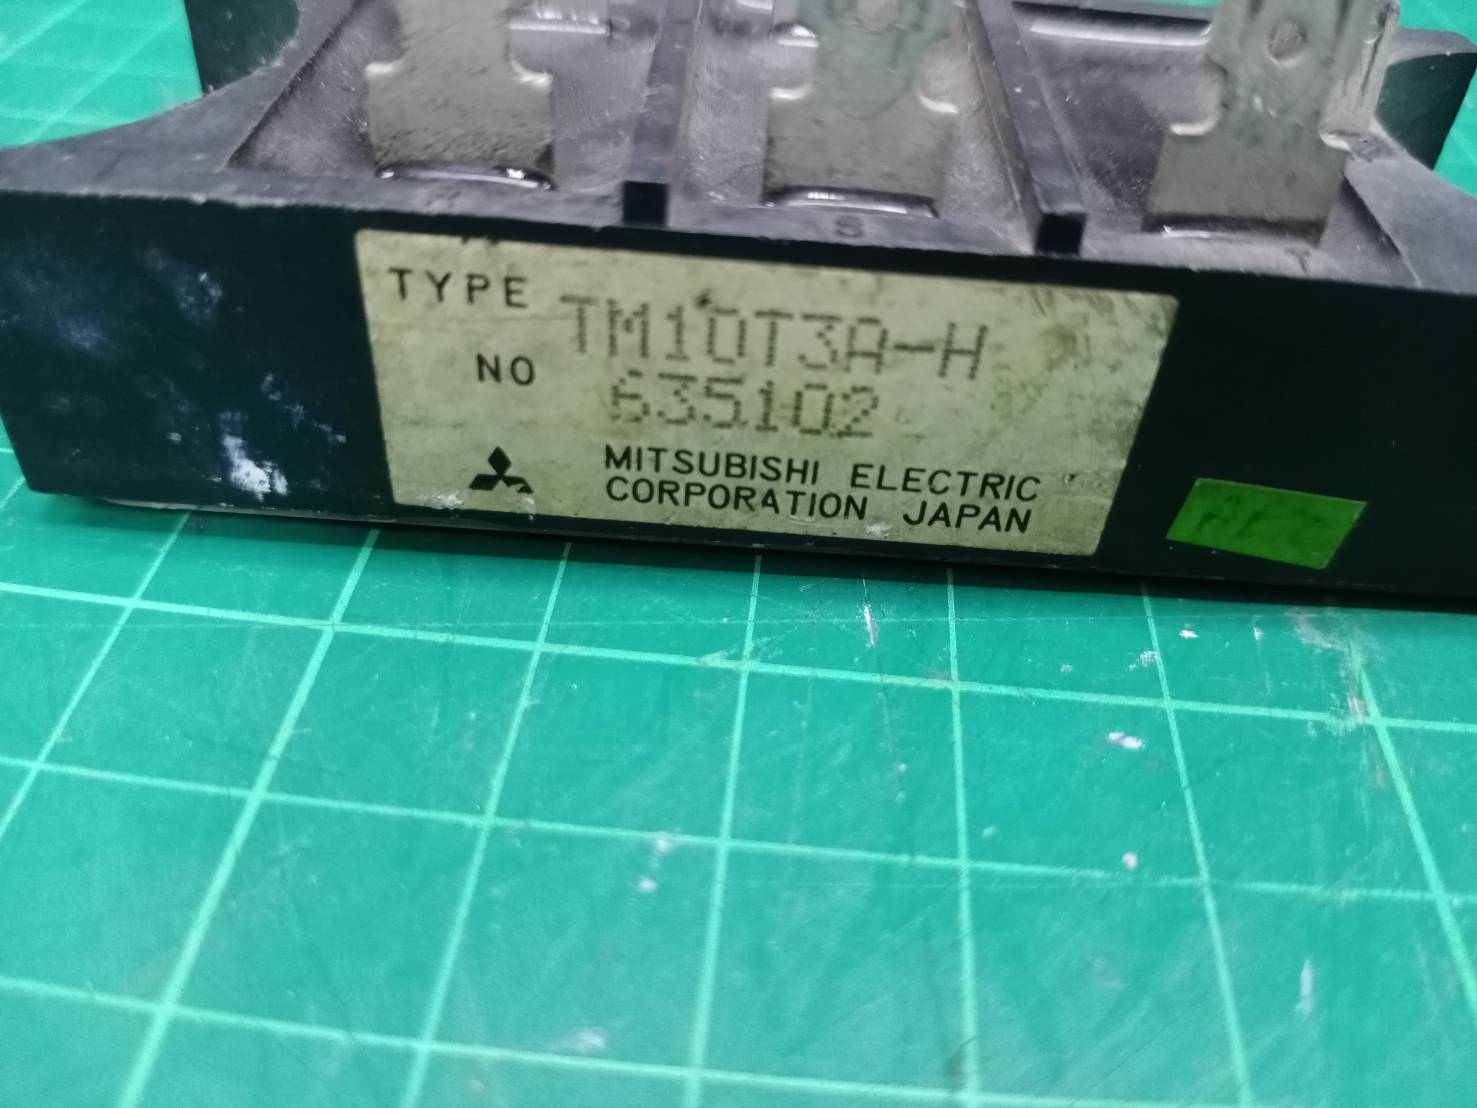 S
TYPE TM10T3A-H
NO 635102
MITSUBISHI ELECTRIC
CORPORATION JAPAN